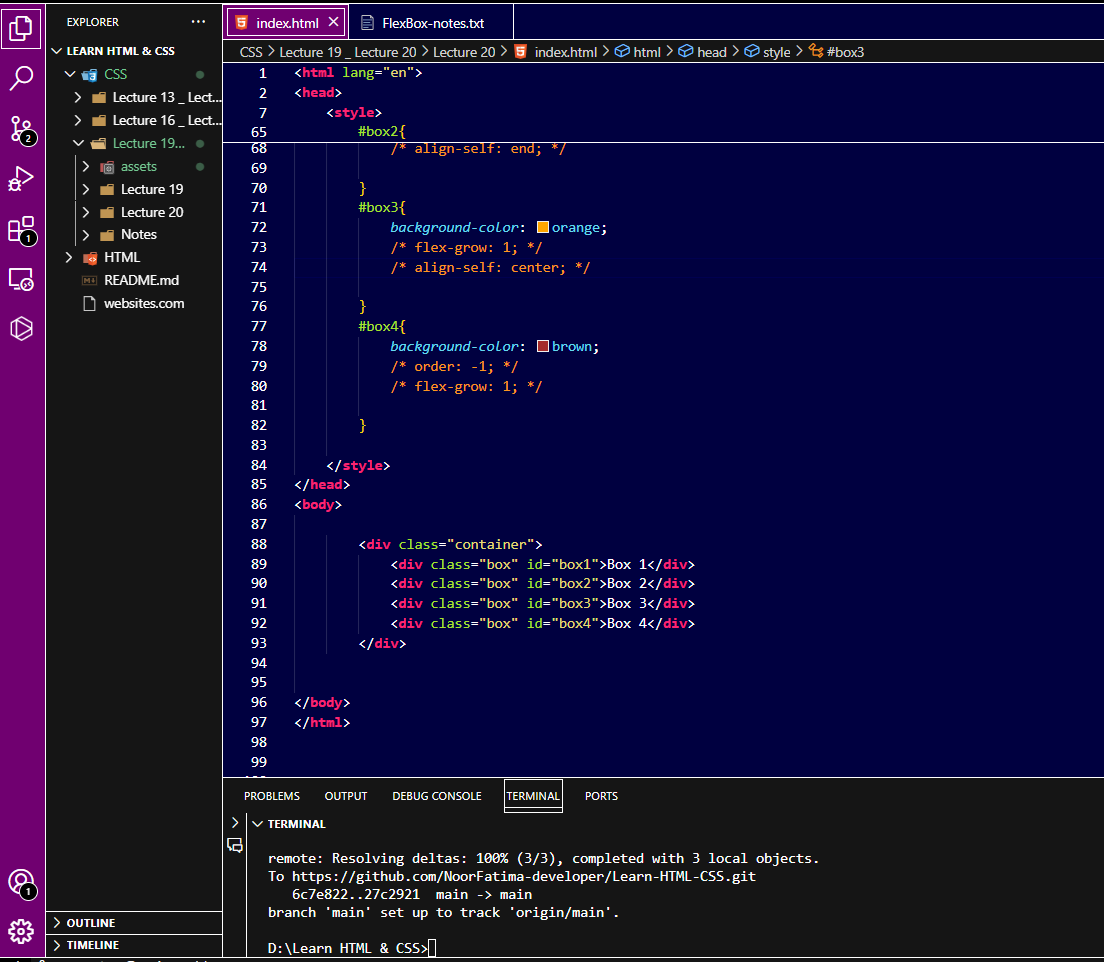 EXPLORER ...
LEARN HTML & CSS
CSS
Lecture 13 _ Lect...
Lecture 16 _ Lect...
Lecture 19...
assets
Lecture 19
Lecture 20
Notes
HTML
README.md
websites.com
OUTLINE
TIMELINE
2
1
1
index.html
FlexBox-notes.txt
CSS > Lecture 19 _ Lecture 20 > Lecture 20 > index.html > html > head > style > #box3
1 <html lang="en">
2 <head>
7 <style>
65 #box2{
68 /* align-self: end; */
69
70 }
71 #box3{
72 background-color: orange;
73 /* flex-grow: 1; */
74 /* align-self: center; */
75
76 }
77 #box4{
78 background-color: brown;
79 /* order: -1; */
80 /* flex-grow: 1; */
81
82 }
83
84 </style>
85 </head>
86 <body>
87
88 <div class="container">
89 <div class="box" id="box1">Box 1</div>
90 <div class="box" id="box2">Box 2</div>
91 <div class="box" id="box3">Box 3</div>
92 <div class="box" id="box4">Box 4</div>
93 </div>
94
95
96 </body>
97 </html>
98
99
PROBLEMS OUTPUT DEBUG CONSOLE TERMINAL PORTS
TERMINAL
remote: Resolving deltas: 100% (3/3), completed with 3 local objects.
To https://github.com/NoorFatima-developer/Learn-HTML-CSS.git
6c7e822..27c2921 main -> main
branch 'main' set up to track 'origin/main'.
D:\Learn HTML & CSS>